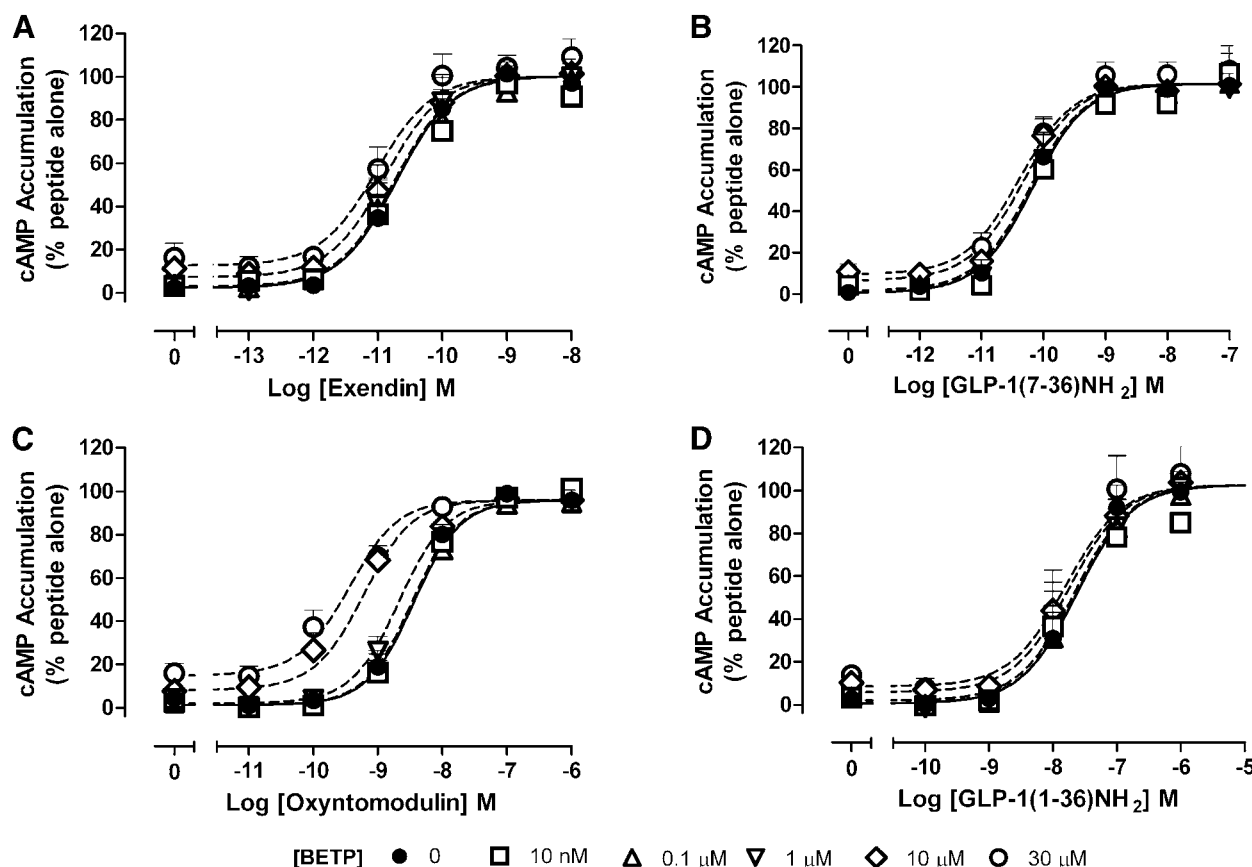 A
cAMP Accumulation
(% peptide alone)
120
100
80
60
40
20
0
0 -13 -12 -11 -10 -9 -8
Log [Exendin] M
B
cAMP Accumulation
(% peptide alone)
120
100
80
60
40
20
0
0 -12 -11 -10 -9 -8 -7
Log [GLP-1(7-36)NH2] M
C
cAMP Accumulation
(% peptide alone)
120
100
80
60
40
20
0
0 -11 -10 -9 -8 -7 -6
Log [Oxyntomodulin] M
D
cAMP Accumulation
(% peptide alone)
120
100
80
60
40
20
0
0 -10 -9 -8 -7 -6 -5
Log [GLP-1(1-36)NH2] M
[BETP] 0 10 nM 0.1 μM 1 μM 10 μM 30 μM